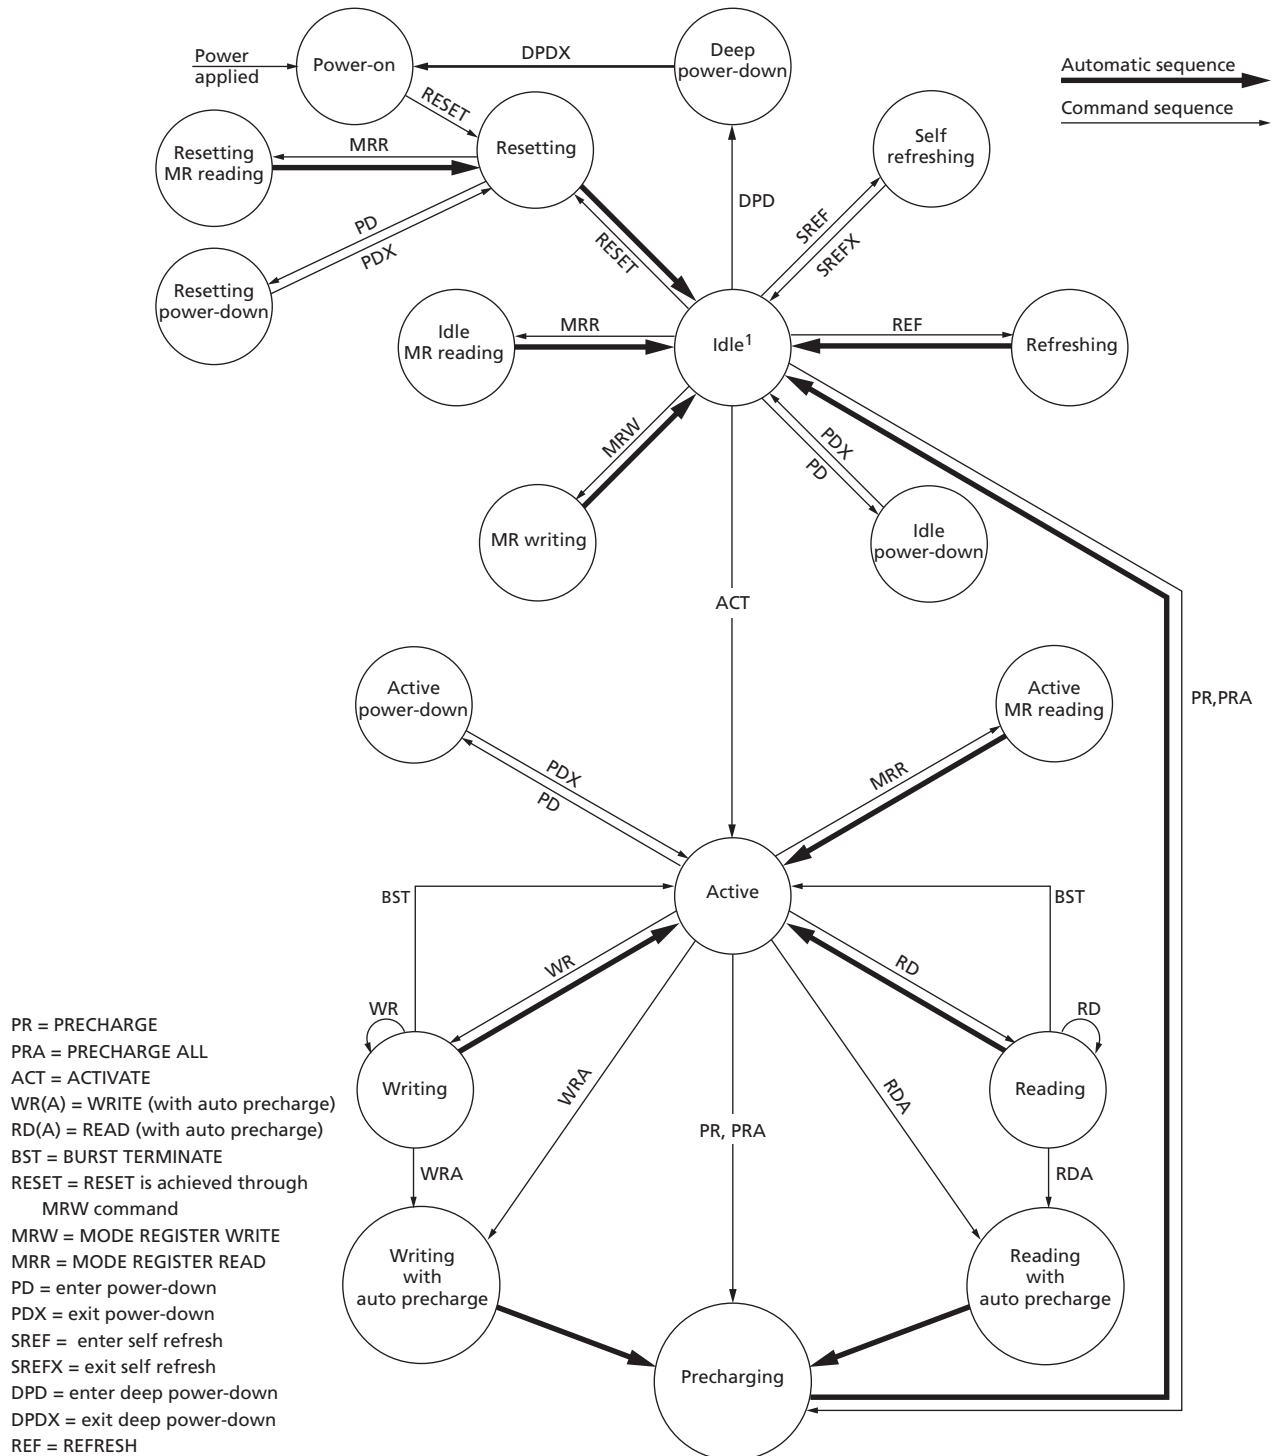 Power
applied
Power-on
DPDX
Deep
power-down
Automatic sequence
Command sequence
RESET
Resetting
MR reading
MRR
Resetting
Self
refreshing
DPD
PD
PDX
RESET
SREF
SREFX
Resetting
power-down
Idle
MR reading
MRR
Idle1
REF
Refreshing
MRW
PDX
PD
MR writing
Idle
power-down
ACT
Active
power-down
Active
MR reading
PR,PRA
PDX
PD
MRR
BST
Active
BST
WR
RD
WR
RD
Writing
Reading
WRA
RDA
PR, PRA
WRA
RDA
Writing
with
auto precharge
Reading
with
auto precharge
Precharging
PR = PRECHARGE
PRA = PRECHARGE ALL
ACT = ACTIVATE
WR(A) = WRITE (with auto precharge)
RD(A) = READ (with auto precharge)
BST = BURST TERMINATE
RESET = RESET is achieved through
MRW command
MRW = MODE REGISTER WRITE
MRR = MODE REGISTER READ
PD = enter power-down
PDX = exit power-down
SREF = enter self refresh
SREFX = exit self refresh
DPD = enter deep power-down
DPDX = exit deep power-down
REF = REFRESH